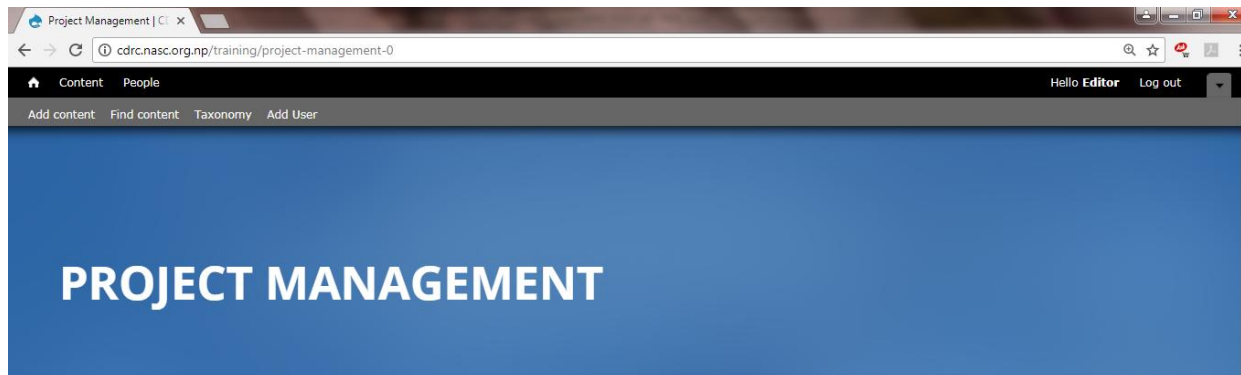 Project Management | CD
cdrc.nasc.org.np/training/project-management-0
Content People Hello Editor Log out
Add content Find content Taxonomy Add User
PROJECT MANAGEMENT